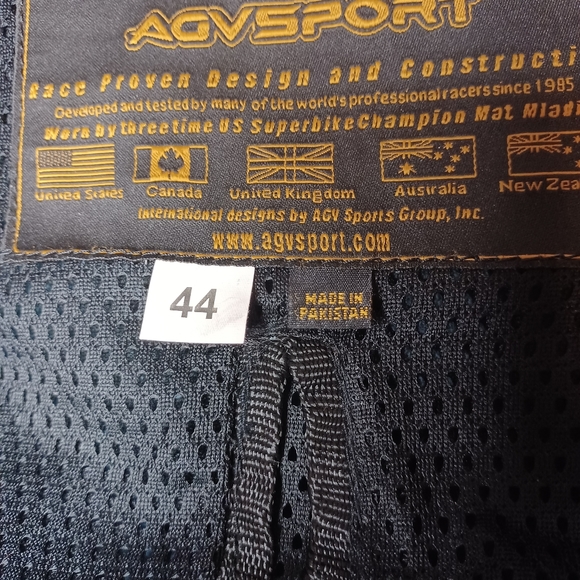 AGVSPORT
Race Proven Design and Constructi
Developed and tested by many of the world's professional racers since 1985
Worn by three time US Superbike Champion Mat Mladi
United States Canada United Kingdom Australia New Zea
International designs by AGV Sports Group, Inc.
www.agvsport.com
44
MADE IN
PAKISTAN